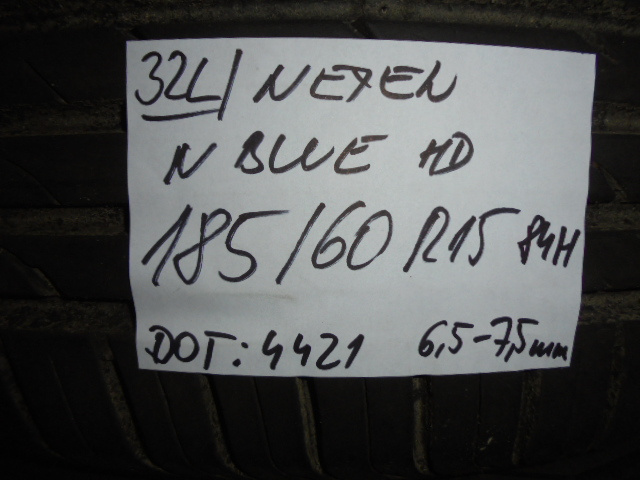 32L/ NEXEN
N BLUE HD
185/60 R15 84H
DOT: 4421 6,5-7,5mm